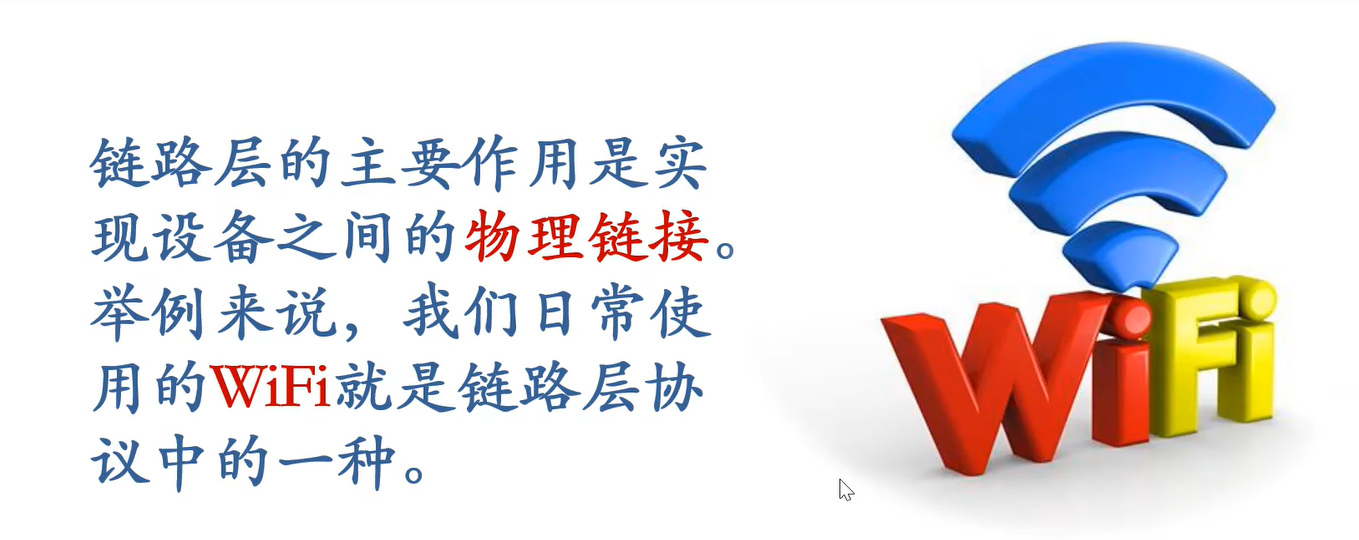 链路层的主要作用是实
现设备之间的物理链接。
举例来说，我们日常使
用的WiFi就是链路层协
议中的一种。
WiFi